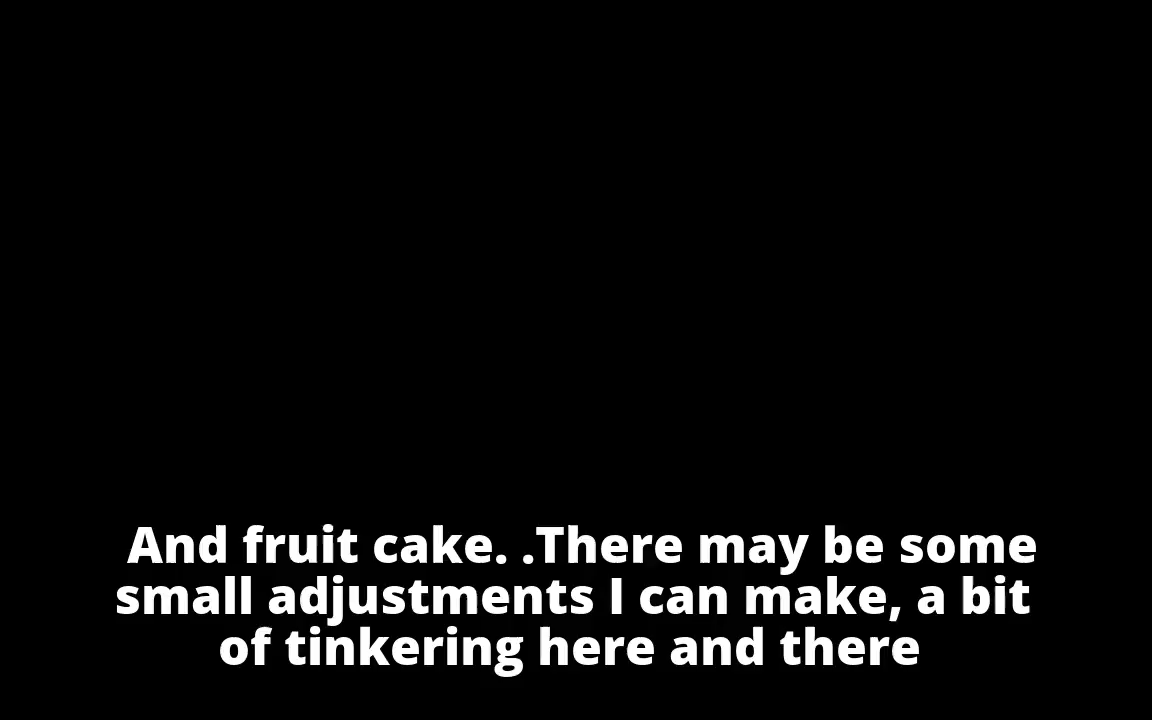 And fruit cake. .There may be some
small adjustments I can make, a bit
of tinkering here and there